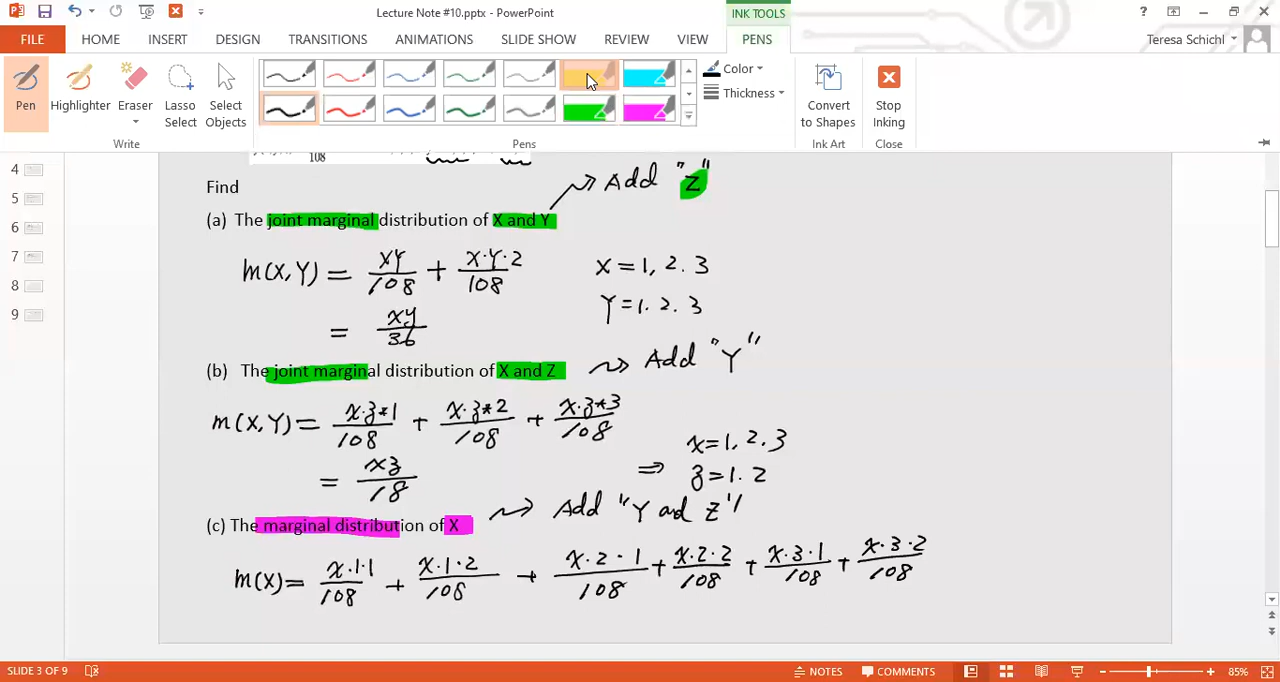 Lecture Note #10.pptx - PowerPoint
INK TOOLS
?
FILE HOME INSERT DESIGN TRANSITIONS ANIMATIONS SLIDE SHOW REVIEW VIEW PENS
Teresa Schichl
Pen Highlighter Eraser Lasso Select Select Objects
Color
Thickness
Convert to Shapes
Stop Inking
Write Pens Ink Art Close
4
5
6
7
8
9
108
Find
Add "Z"
(a) The joint marginal distribution of X and Y
m(X,Y) = xy/108 + x·y·2/108
x = 1, 2. 3
= xy/36
Y = 1. 2. 3
(b) The joint marginal distribution of X and Z
Add "Y"
m(X,Y) = x·z*1/108 + x·z*2/108 + x·z*3/108
= xz/18
⇒ x=1, 2. 3
z=1. 2
(c) The marginal distribution of X
Add "Y and Z"
m(X) = x·1·1/108 + x·1·2/108 + x·2·1/108 + x·2·2/108 + x·3·1/108 + x·3·2/108
SLIDE 3 OF 9
NOTES
COMMENTS
85%